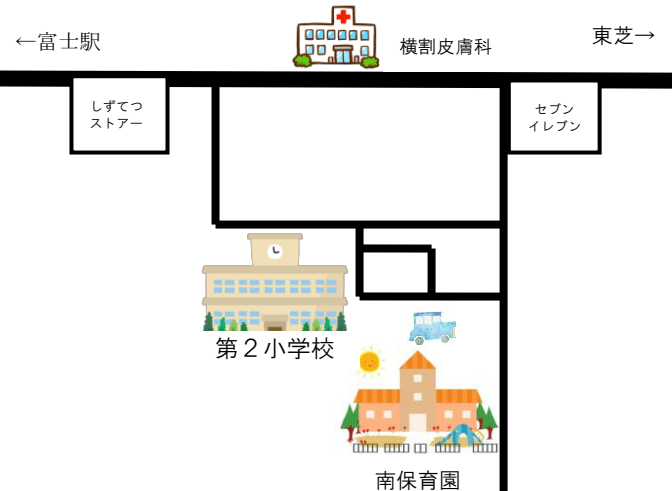 ←富士駅
横割皮膚科
東芝→
しずてつ
ストアー
セブン
イレブン
第２小学校
南保育園